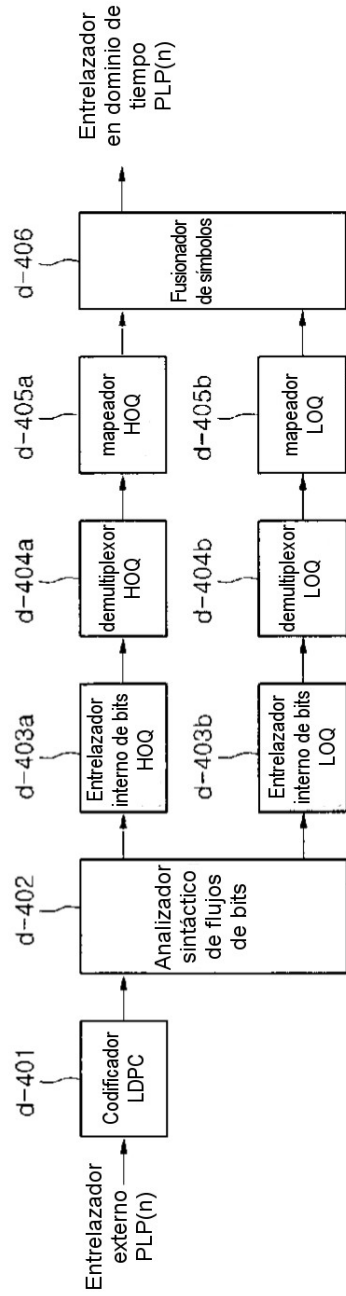 Entrelazador
externo
PLP(n)
d-401
Codificador
LDPC
d-402
Analizador
sintáctico
de flujos
de bits
d-403a
Entrelazador
interno de bits
HOQ
d-404a
demultiplexor
HOQ
d-405a
mapeador
HOQ
d-403b
Entrelazador
interno de bits
LOQ
d-404b
demultiplexor
LOQ
d-405b
mapeador
LOQ
d-406
Fusionador
de símbolos
Entrelazador
en dominio de
tiempo
PLP(n)